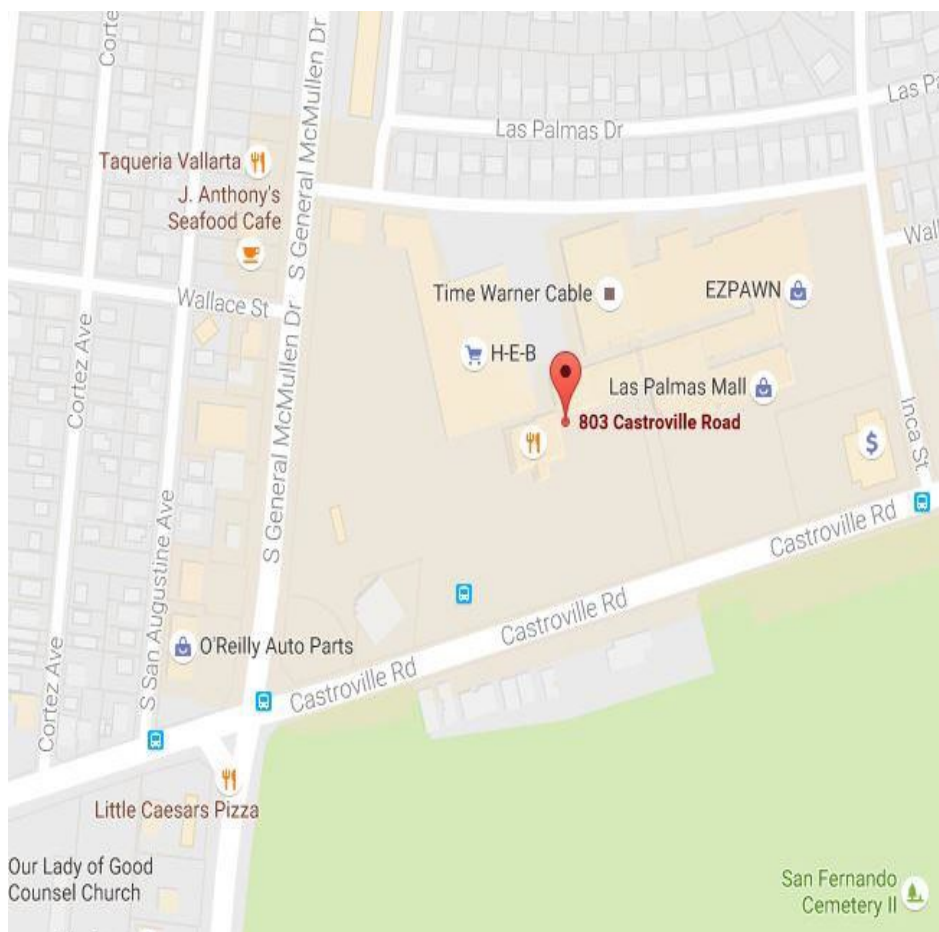 Corte
S General McMullen Dr
Las Pa
Las Palmas Dr
Taqueria Vallarta
J. Anthony's
Seafood Cafe
Wall
Wallace St
Time Warner Cable
EZPAWN
H-E-B
Las Palmas Mall
803 Castroville Road
Cortez Ave
Inca St
$
S General McMullen Dr
S San Augustine Ave
Castroville Rd
Castroville Rd
O'Reilly Auto Parts
Castroville Rd
Cortez Ave
Little Caesars Pizza
Our Lady of Good
Counsel Church
San Fernando
Cemetery II